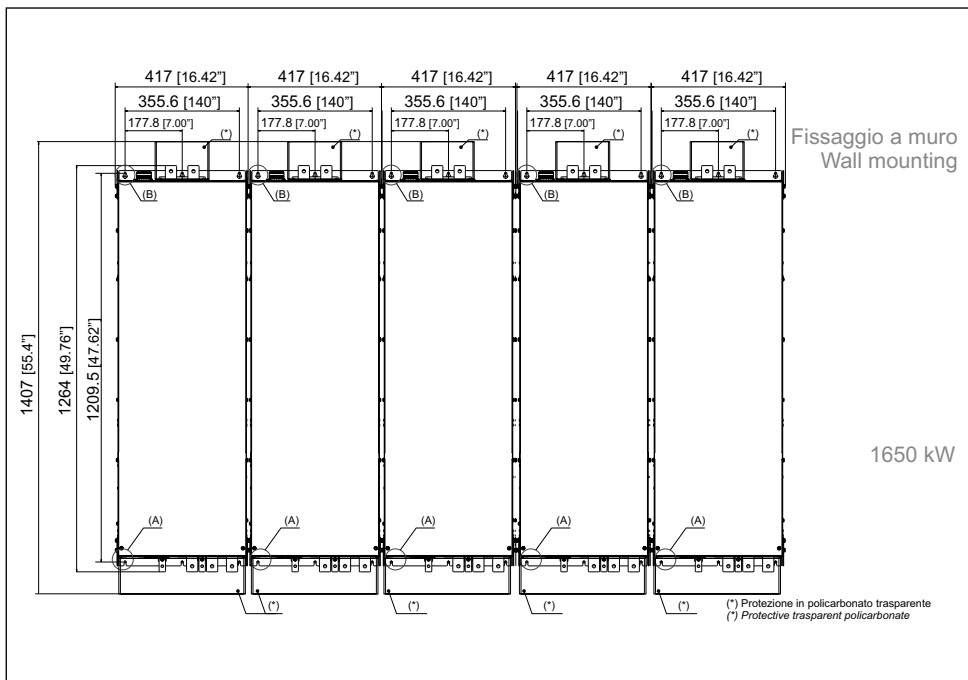 417 [16.42”] 417 [16.42”] 417 [16.42”] 417 [16.42”] 417 [16.42”]
355.6 [140”] 355.6 [140”] 355.6 [140”] 355.6 [140”] 355.6 [140”]
177.8 [7.00”] 177.8 [7.00”] 177.8 [7.00”] 177.8 [7.00”] 177.8 [7.00”]
(*) (*) (*) (*) (*)
Fissaggio a muro
Wall mounting
(B) (B) (B) (B) (B)
1407 [55.4”]
1264 [49.76”]
1209.5 [47.62”]
1650 kW
(A) (A) (A) (A) (A)
(*) (*) (*) (*)
(*) Protezione in policarbonato trasparente
(*) Protective trasparent policarbonate